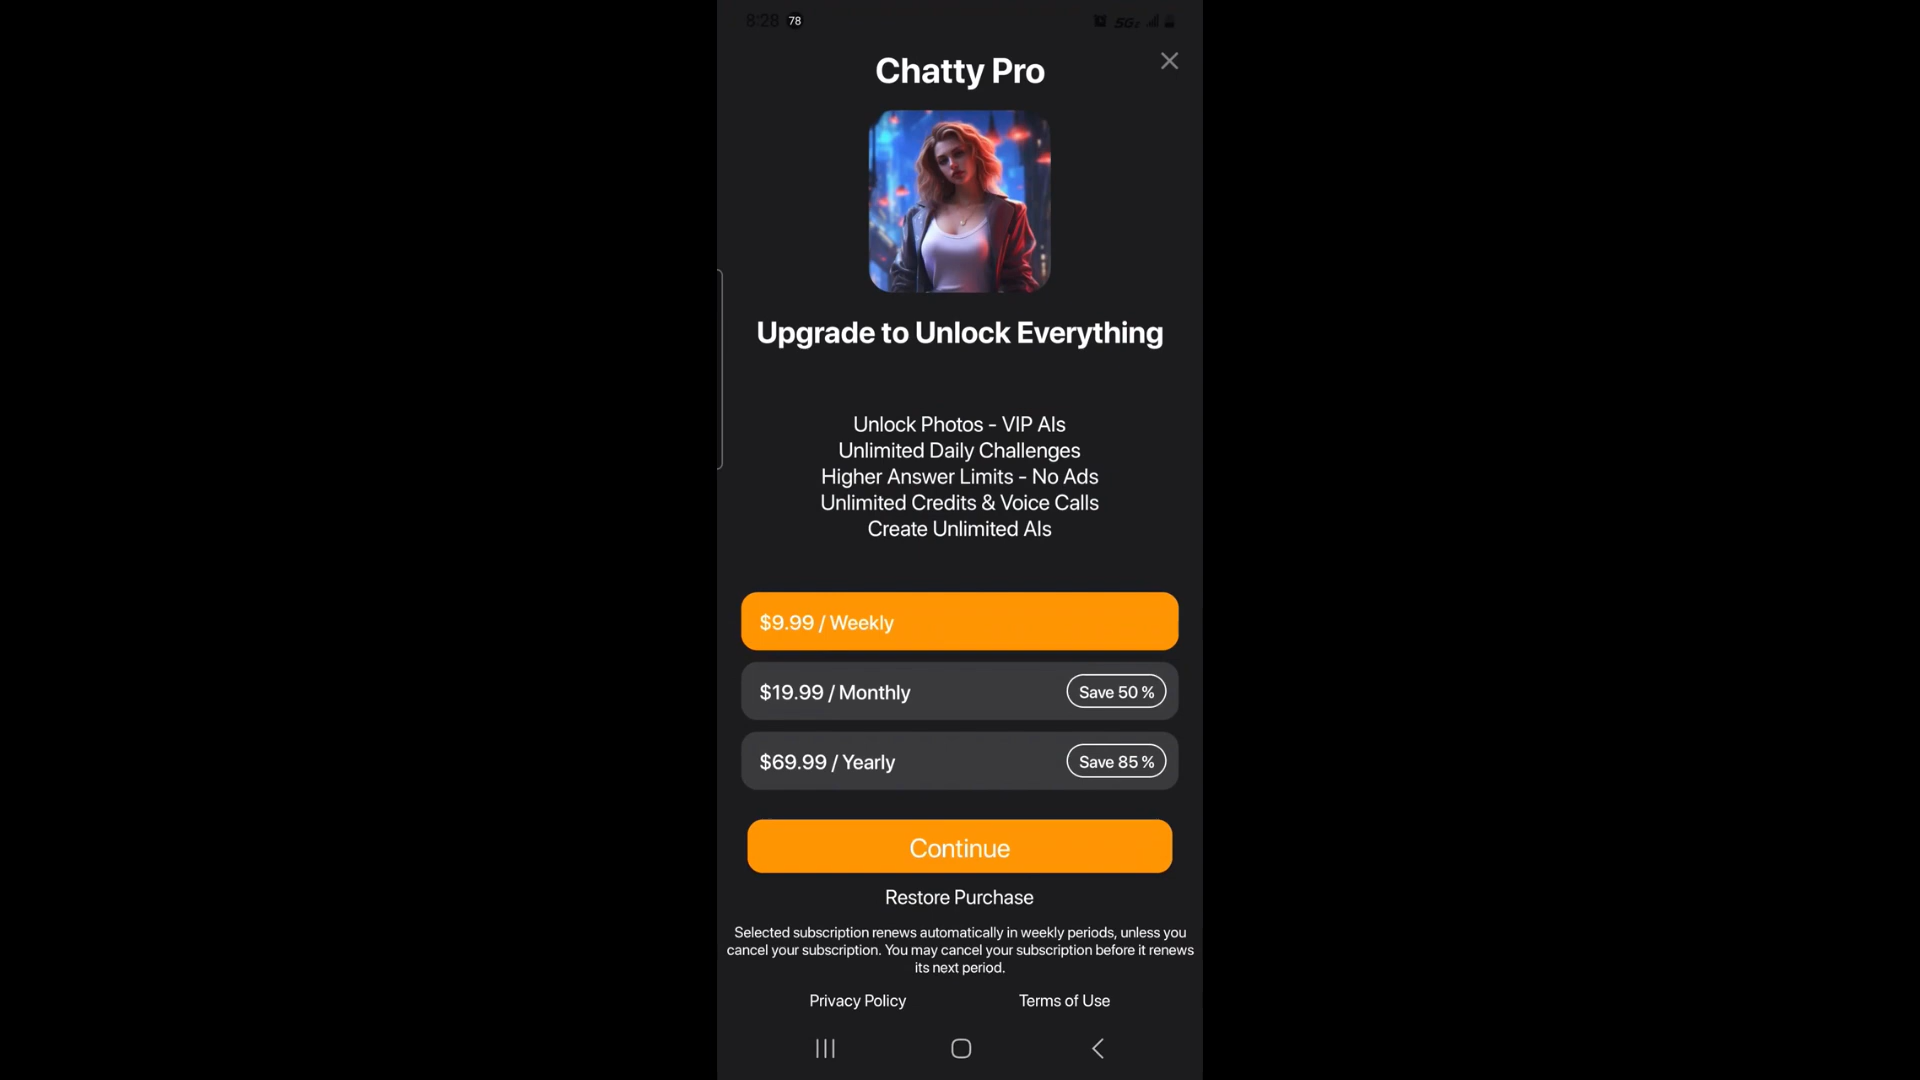 8:28 78 5G
Chatty Pro
Upgrade to Unlock Everything
Unlock Photos - VIP AIs
Unlimited Daily Challenges
Higher Answer Limits - No Ads
Unlimited Credits & Voice Calls
Create Unlimited AIs
$9.99 / Weekly
$19.99 / Monthly Save 50 %
$69.99 / Yearly Save 85 %
Continue
Restore Purchase
Selected subscription renews automatically in weekly periods, unless you
cancel your subscription. You may cancel your subscription before it renews
its next period.
Privacy Policy Terms of Use